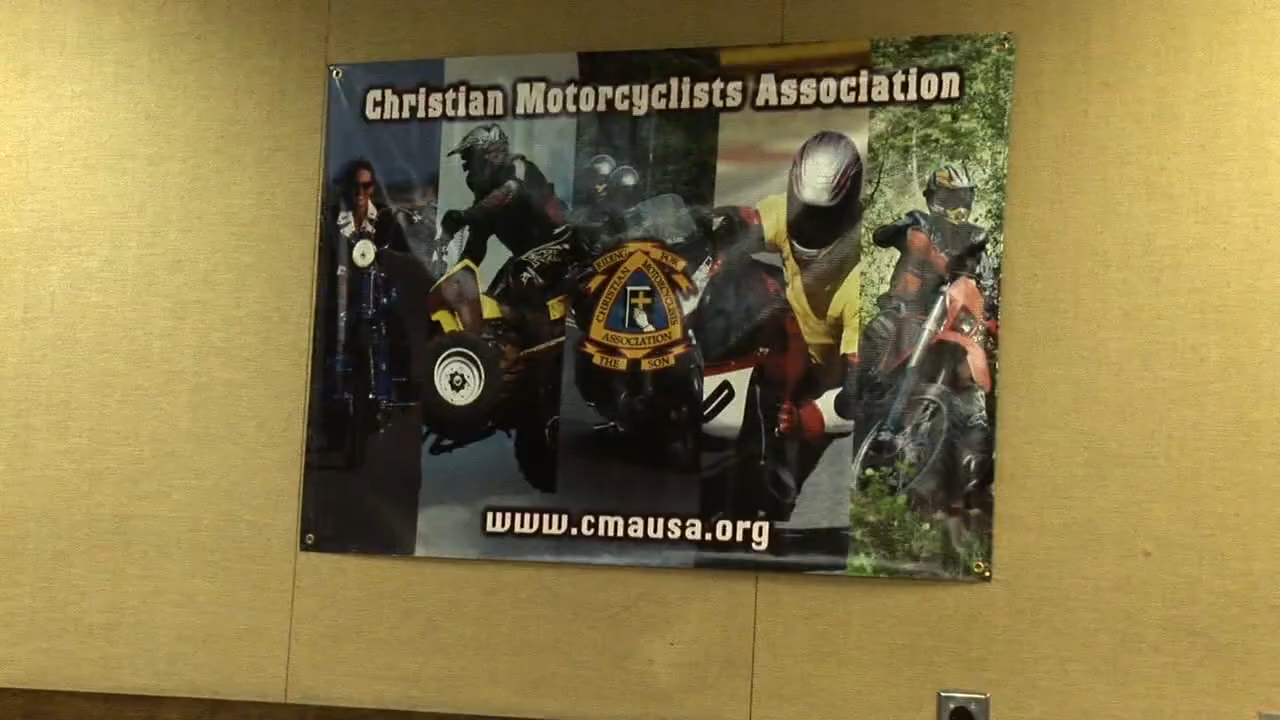 Christian Motorcyclists Association
RIDING FOR
CHRISTIAN MOTORCYCLISTS
ASSOCIATION
THE SON
www.cmausa.org